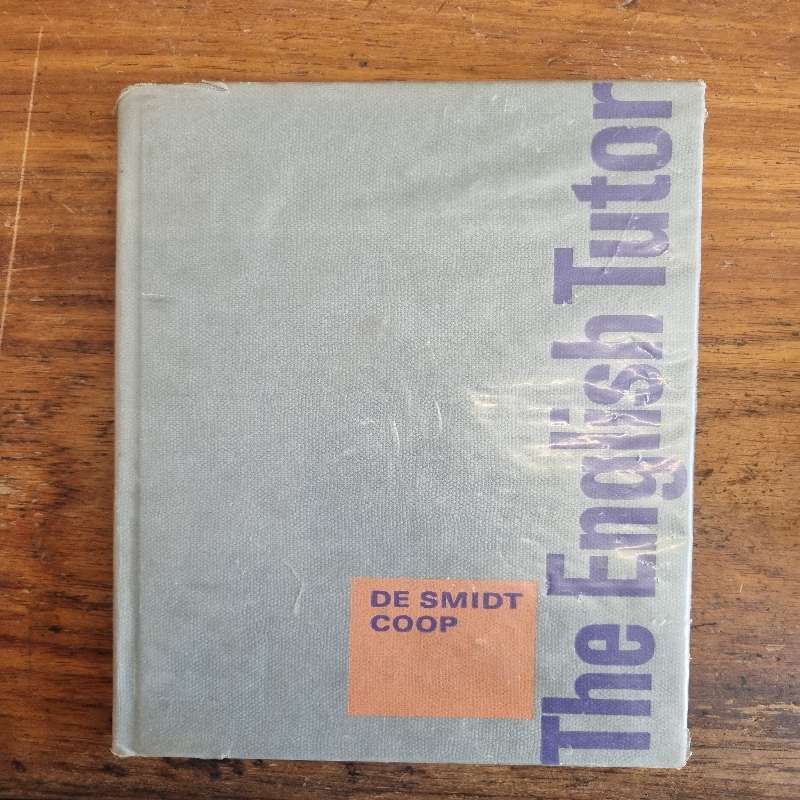 The English Tutor
DE SMIDT
COOP